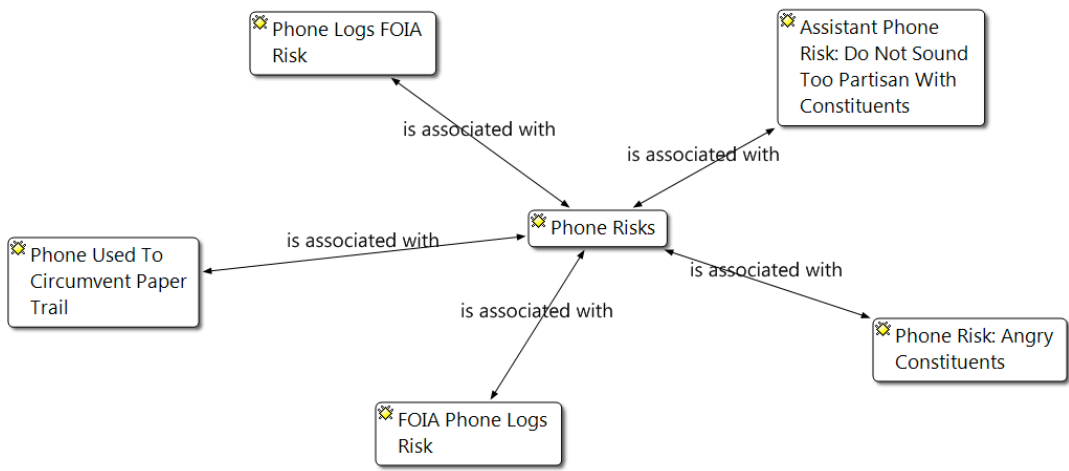 Phone Logs FOIA
Risk
Assistant Phone
Risk: Do Not Sound
Too Partisan With
Constituents
is associated with
is associated with
Phone Risks
is associated with
Phone Used To
Circumvent Paper
Trail
is associated with
is associated with
Phone Risk: Angry
Constituents
FOIA Phone Logs
Risk